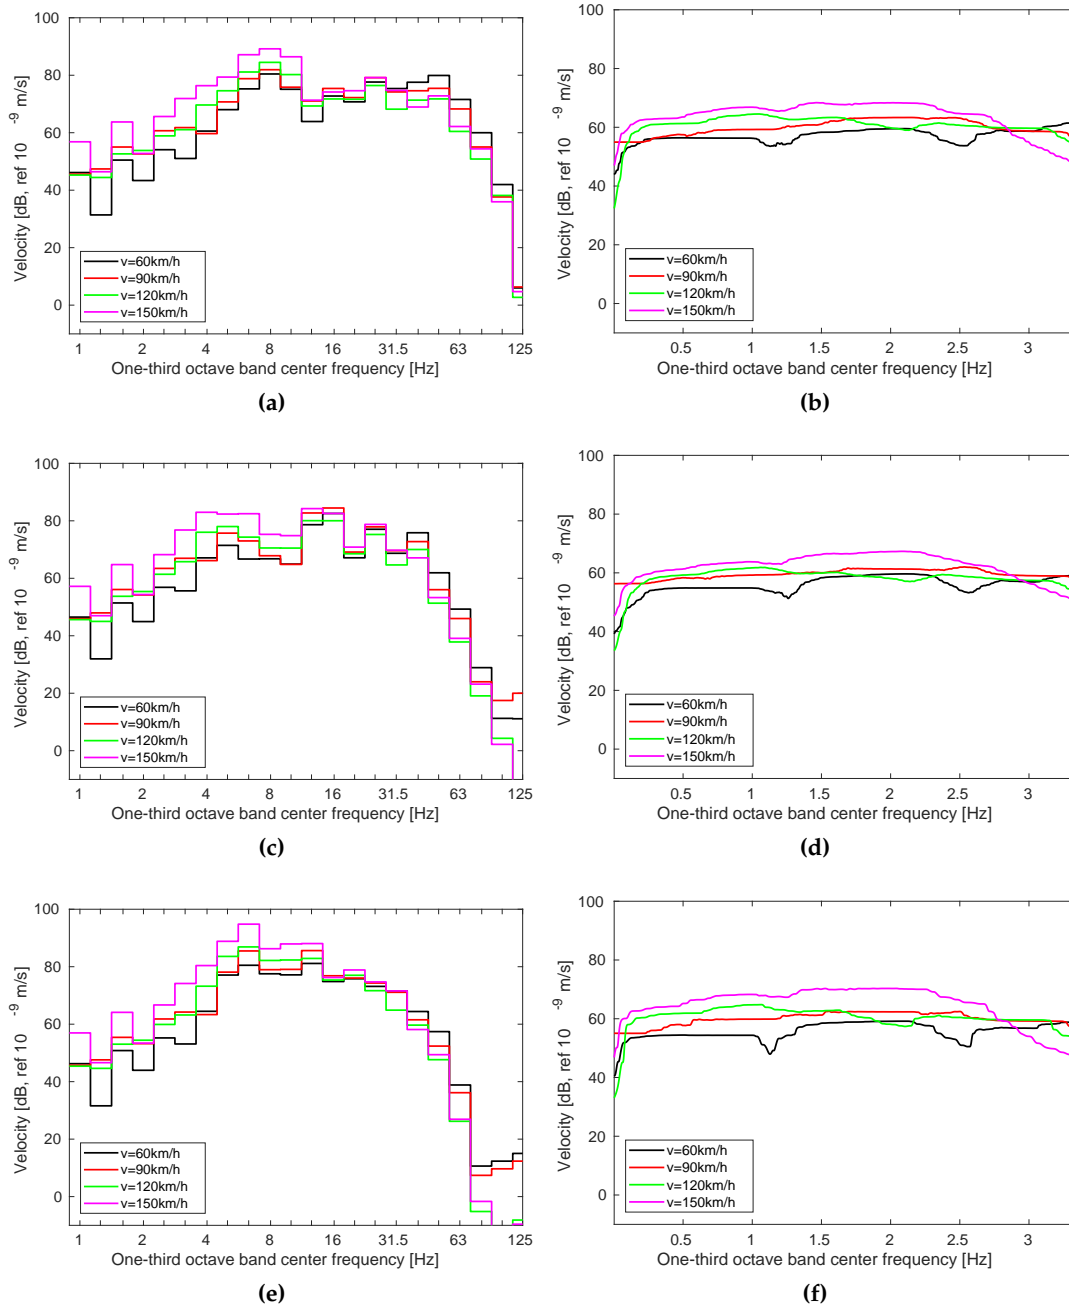 100
80
60
40
20
0
Velocity [dB, ref 10 -9 m/s]
v=60km/h
v=90km/h
v=120km/h
v=150km/h
1 2 4 8 16 31.5 63 125
One-third octave band center frequency [Hz]
(a)
100
80
60
40
20
0
Velocity [dB, ref 10 -9 m/s]
v=60km/h
v=90km/h
v=120km/h
v=150km/h
0.5 1 1.5 2 2.5 3
One-third octave band center frequency [Hz]
(b)
100
80
60
40
20
0
Velocity [dB, ref 10 -9 m/s]
v=60km/h
v=90km/h
v=120km/h
v=150km/h
1 2 4 8 16 31.5 63 125
One-third octave band center frequency [Hz]
(c)
100
80
60
40
20
0
Velocity [dB, ref 10 -9 m/s]
v=60km/h
v=90km/h
v=120km/h
v=150km/h
0.5 1 1.5 2 2.5 3
One-third octave band center frequency [Hz]
(d)
100
80
60
40
20
0
Velocity [dB, ref 10 -9 m/s]
v=60km/h
v=90km/h
v=120km/h
v=150km/h
1 2 4 8 16 31.5 63 125
One-third octave band center frequency [Hz]
(e)
100
80
60
40
20
0
Velocity [dB, ref 10 -9 m/s]
v=60km/h
v=90km/h
v=120km/h
v=150km/h
0.5 1 1.5 2 2.5 3
One-third octave band center frequency [Hz]
(f)